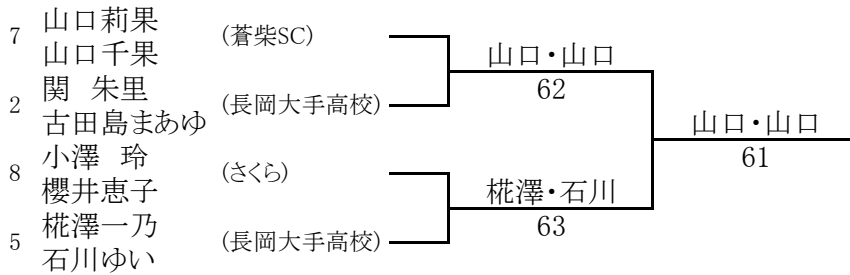 7 山口莉果 (蒼柴SC)
山口千果
山口・山口
62
2 関 朱里 (長岡大手高校)
古田島まあゆ
山口・山口
61
8 小澤 玲 (さくら)
櫻井恵子
椛澤・石川
63
5 椛澤一乃 (長岡大手高校)
石川ゆい